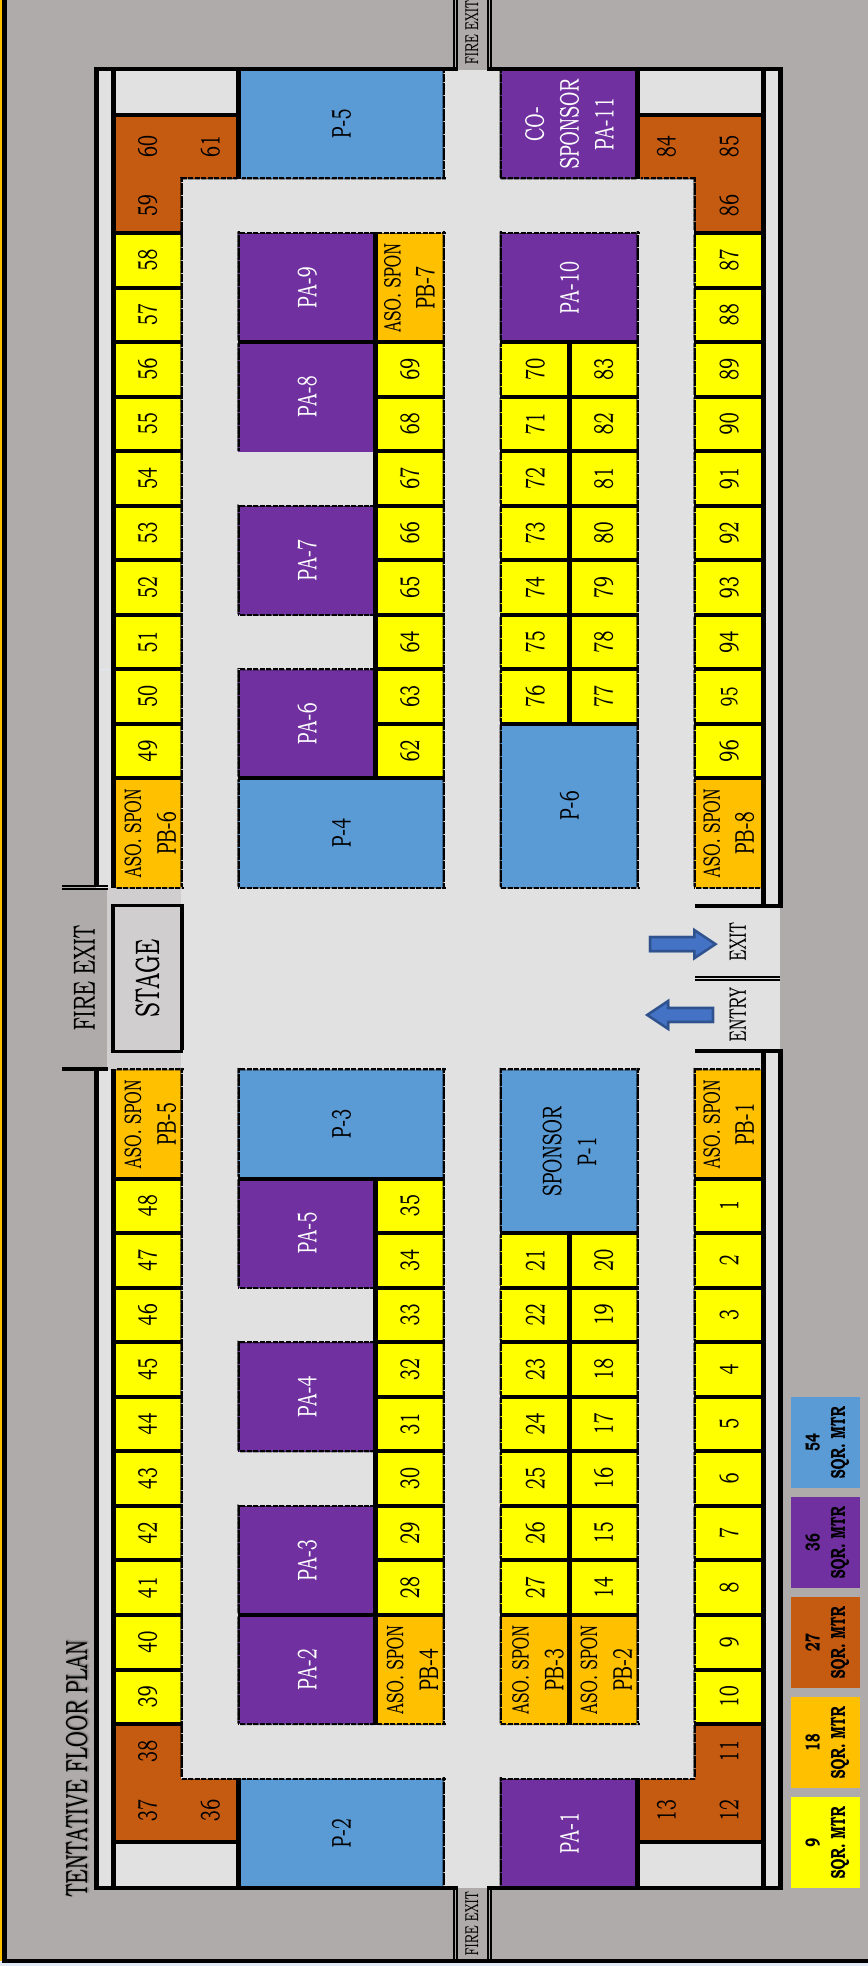 TENTATIVE FLOOR PLAN
FIRE EXIT
60
61
59
58
57
56
55
54
53
52
51
50
49
ASO. SPON
PB-6
FIRE EXIT
STAGE
ASO. SPON
PB-5
48
47
46
45
44
43
42
41
40
39
38
37
36
P-5
PA-9
ASO. SPON
PB-7
PA-8
69
68
67
PA-7
66
65
64
PA-6
63
62
P-4
P-3
PA-5
35
34
33
PA-4
32
31
30
PA-3
29
28
PA-2
ASO. SPON
PB-4
P-2
CO-
SPONSOR
PA-11
PA-10
70
83
71
82
72
81
73
80
74
79
75
78
76
77
P-6
SPONSOR
P-1
21
20
22
19
23
18
24
17
25
16
26
15
27
14
ASO. SPON
PB-3
ASO. SPON
PB-2
PA-1
84
85
86
87
88
89
90
91
92
93
94
95
96
ASO. SPON
PB-8
EXIT
ENTRY
ASO. SPON
PB-1
1
2
3
4
5
6
7
8
9
10
11
12
13
FIRE EXIT
9
SQR. MTR
18
SQR. MTR
27
SQR. MTR
36
SQR. MTR
54
SQR. MTR